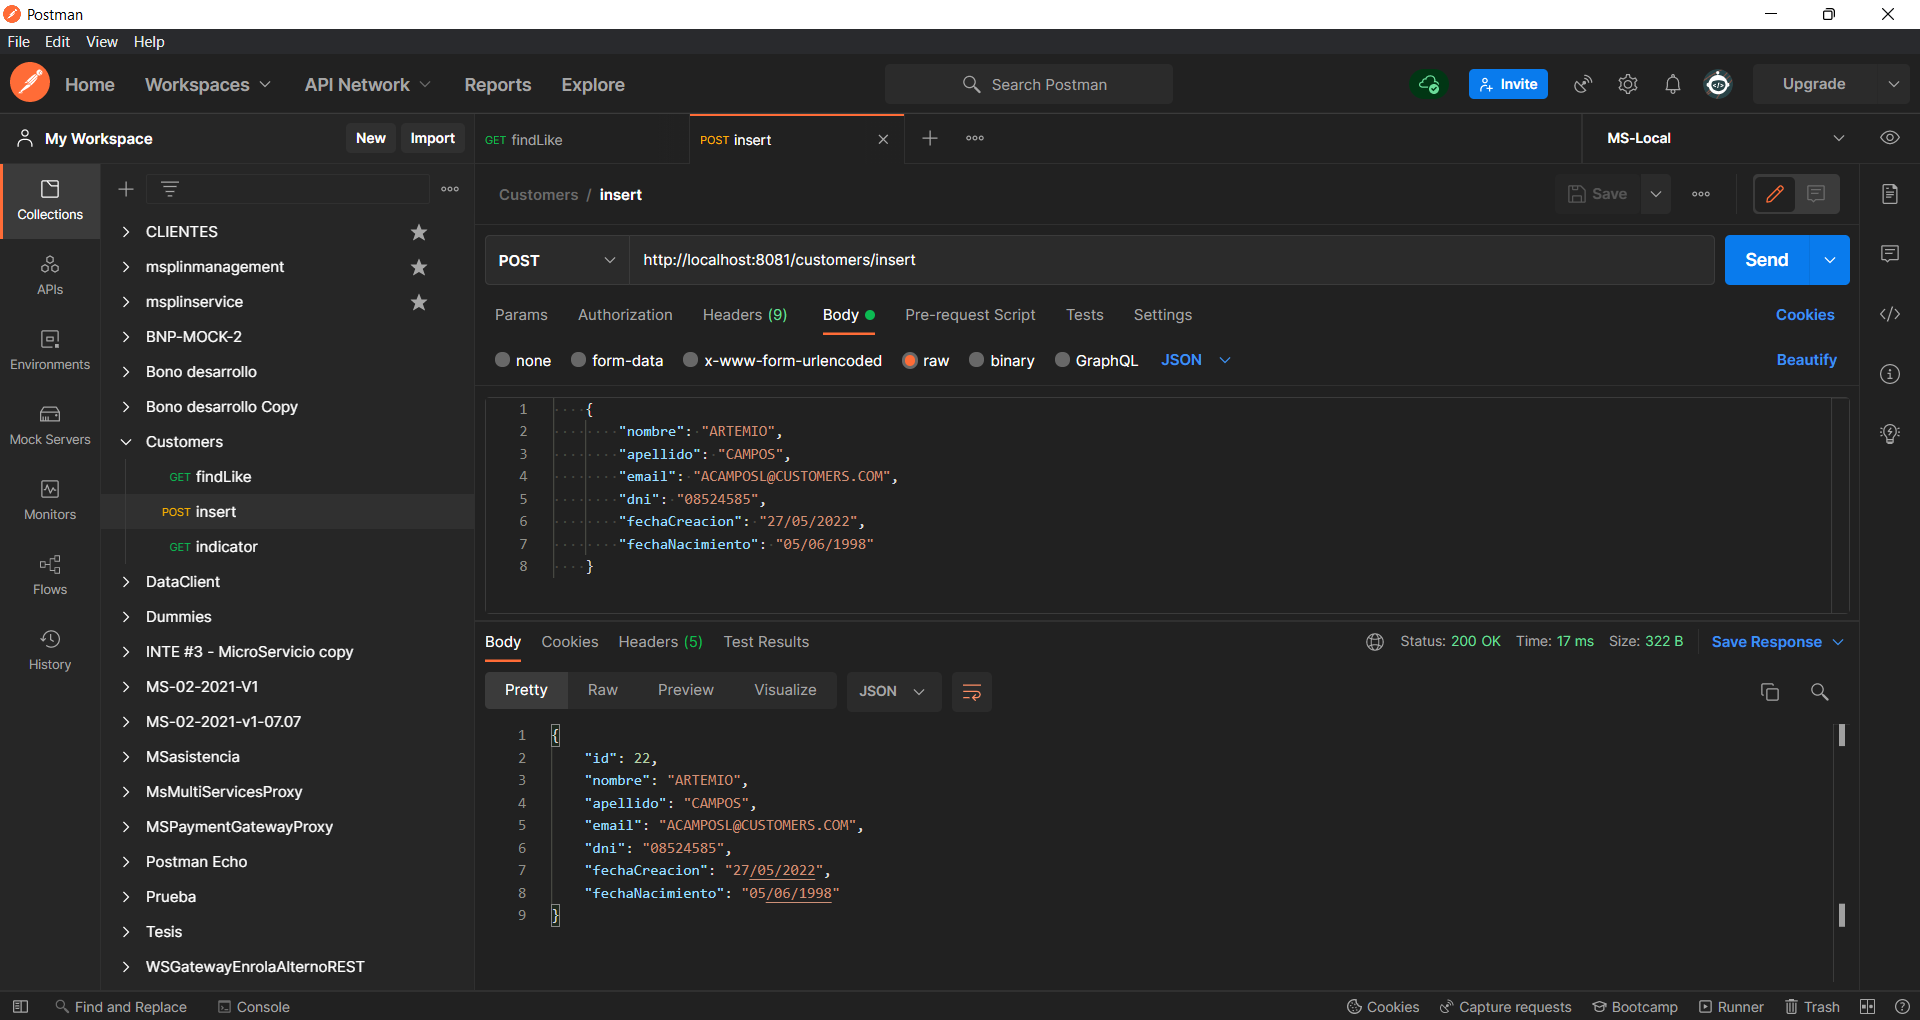 Postman
File Edit View Help
Home Workspaces API Network Reports Explore Search Postman Invite Upgrade
My Workspace New Import GET findLike POST insert MS-Local
Collections
APIs
Environments
Mock Servers
Monitors
Flows
History
CLIENTES
msplinmanagement
msplinservice
BNP-MOCK-2
Bono desarrollo
Bono desarrollo Copy
Customers
GET findLike
POST insert
GET indicator
DataClient
Dummies
INTE #3 - MicroServicio copy
MS-02-2021-V1
MS-02-2021-v1-07.07
MSasistencia
MsMultiServicesProxy
MSPaymentGatewayProxy
Postman Echo
Prueba
Tesis
WSGatewayEnrolaAlternoREST
Customers / insert Save
POST http://localhost:8081/customers/insert Send
Params Authorization Headers (9) Body Pre-request Script Tests Settings Cookies
none form-data x-www-form-urlencoded raw binary GraphQL JSON Beautify
1 {
2 "nombre": "ARTEMIO",
3 "apellido": "CAMPOS",
4 "email": "ACAMPOSL@CUSTOMERS.COM",
5 "dni": "08524585",
6 "fechaCreacion": "27/05/2022",
7 "fechaNacimiento": "05/06/1998"
8 }
Body Cookies Headers (5) Test Results Status: 200 OK Time: 17 ms Size: 322 B Save Response
Pretty Raw Preview Visualize JSON
1 {
2 "id": 22,
3 "nombre": "ARTEMIO",
4 "apellido": "CAMPOS",
5 "email": "ACAMPOSL@CUSTOMERS.COM",
6 "dni": "08524585",
7 "fechaCreacion": "27/05/2022",
8 "fechaNacimiento": "05/06/1998"
9 }
Find and Replace Console Cookies Capture requests Bootcamp Runner Trash